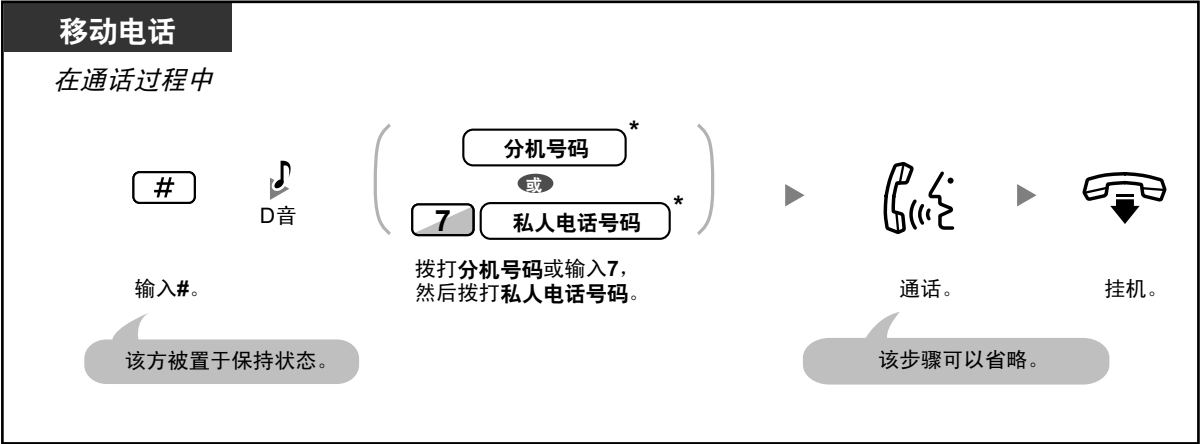 移动电话
在通话过程中
#
D音
分机号码*
或
7 私人电话号码*
输入#。
拨打分机号码或输入7，
然后拨打私人电话号码。
通话。
挂机。
该方被置于保持状态。
该步骤可以省略。